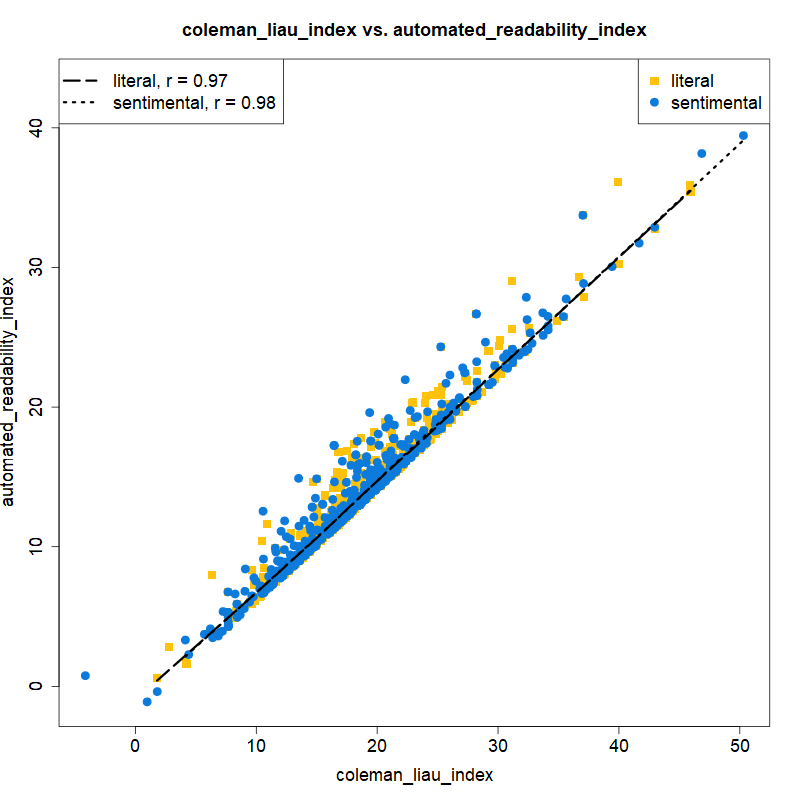 coleman_liau_index vs. automated_readability_index
literal, r = 0.97
sentimental, r = 0.98
literal
sentimental
automated_readability_index
40
30
20
10
0
0 10 20 30 40 50
coleman_liau_index